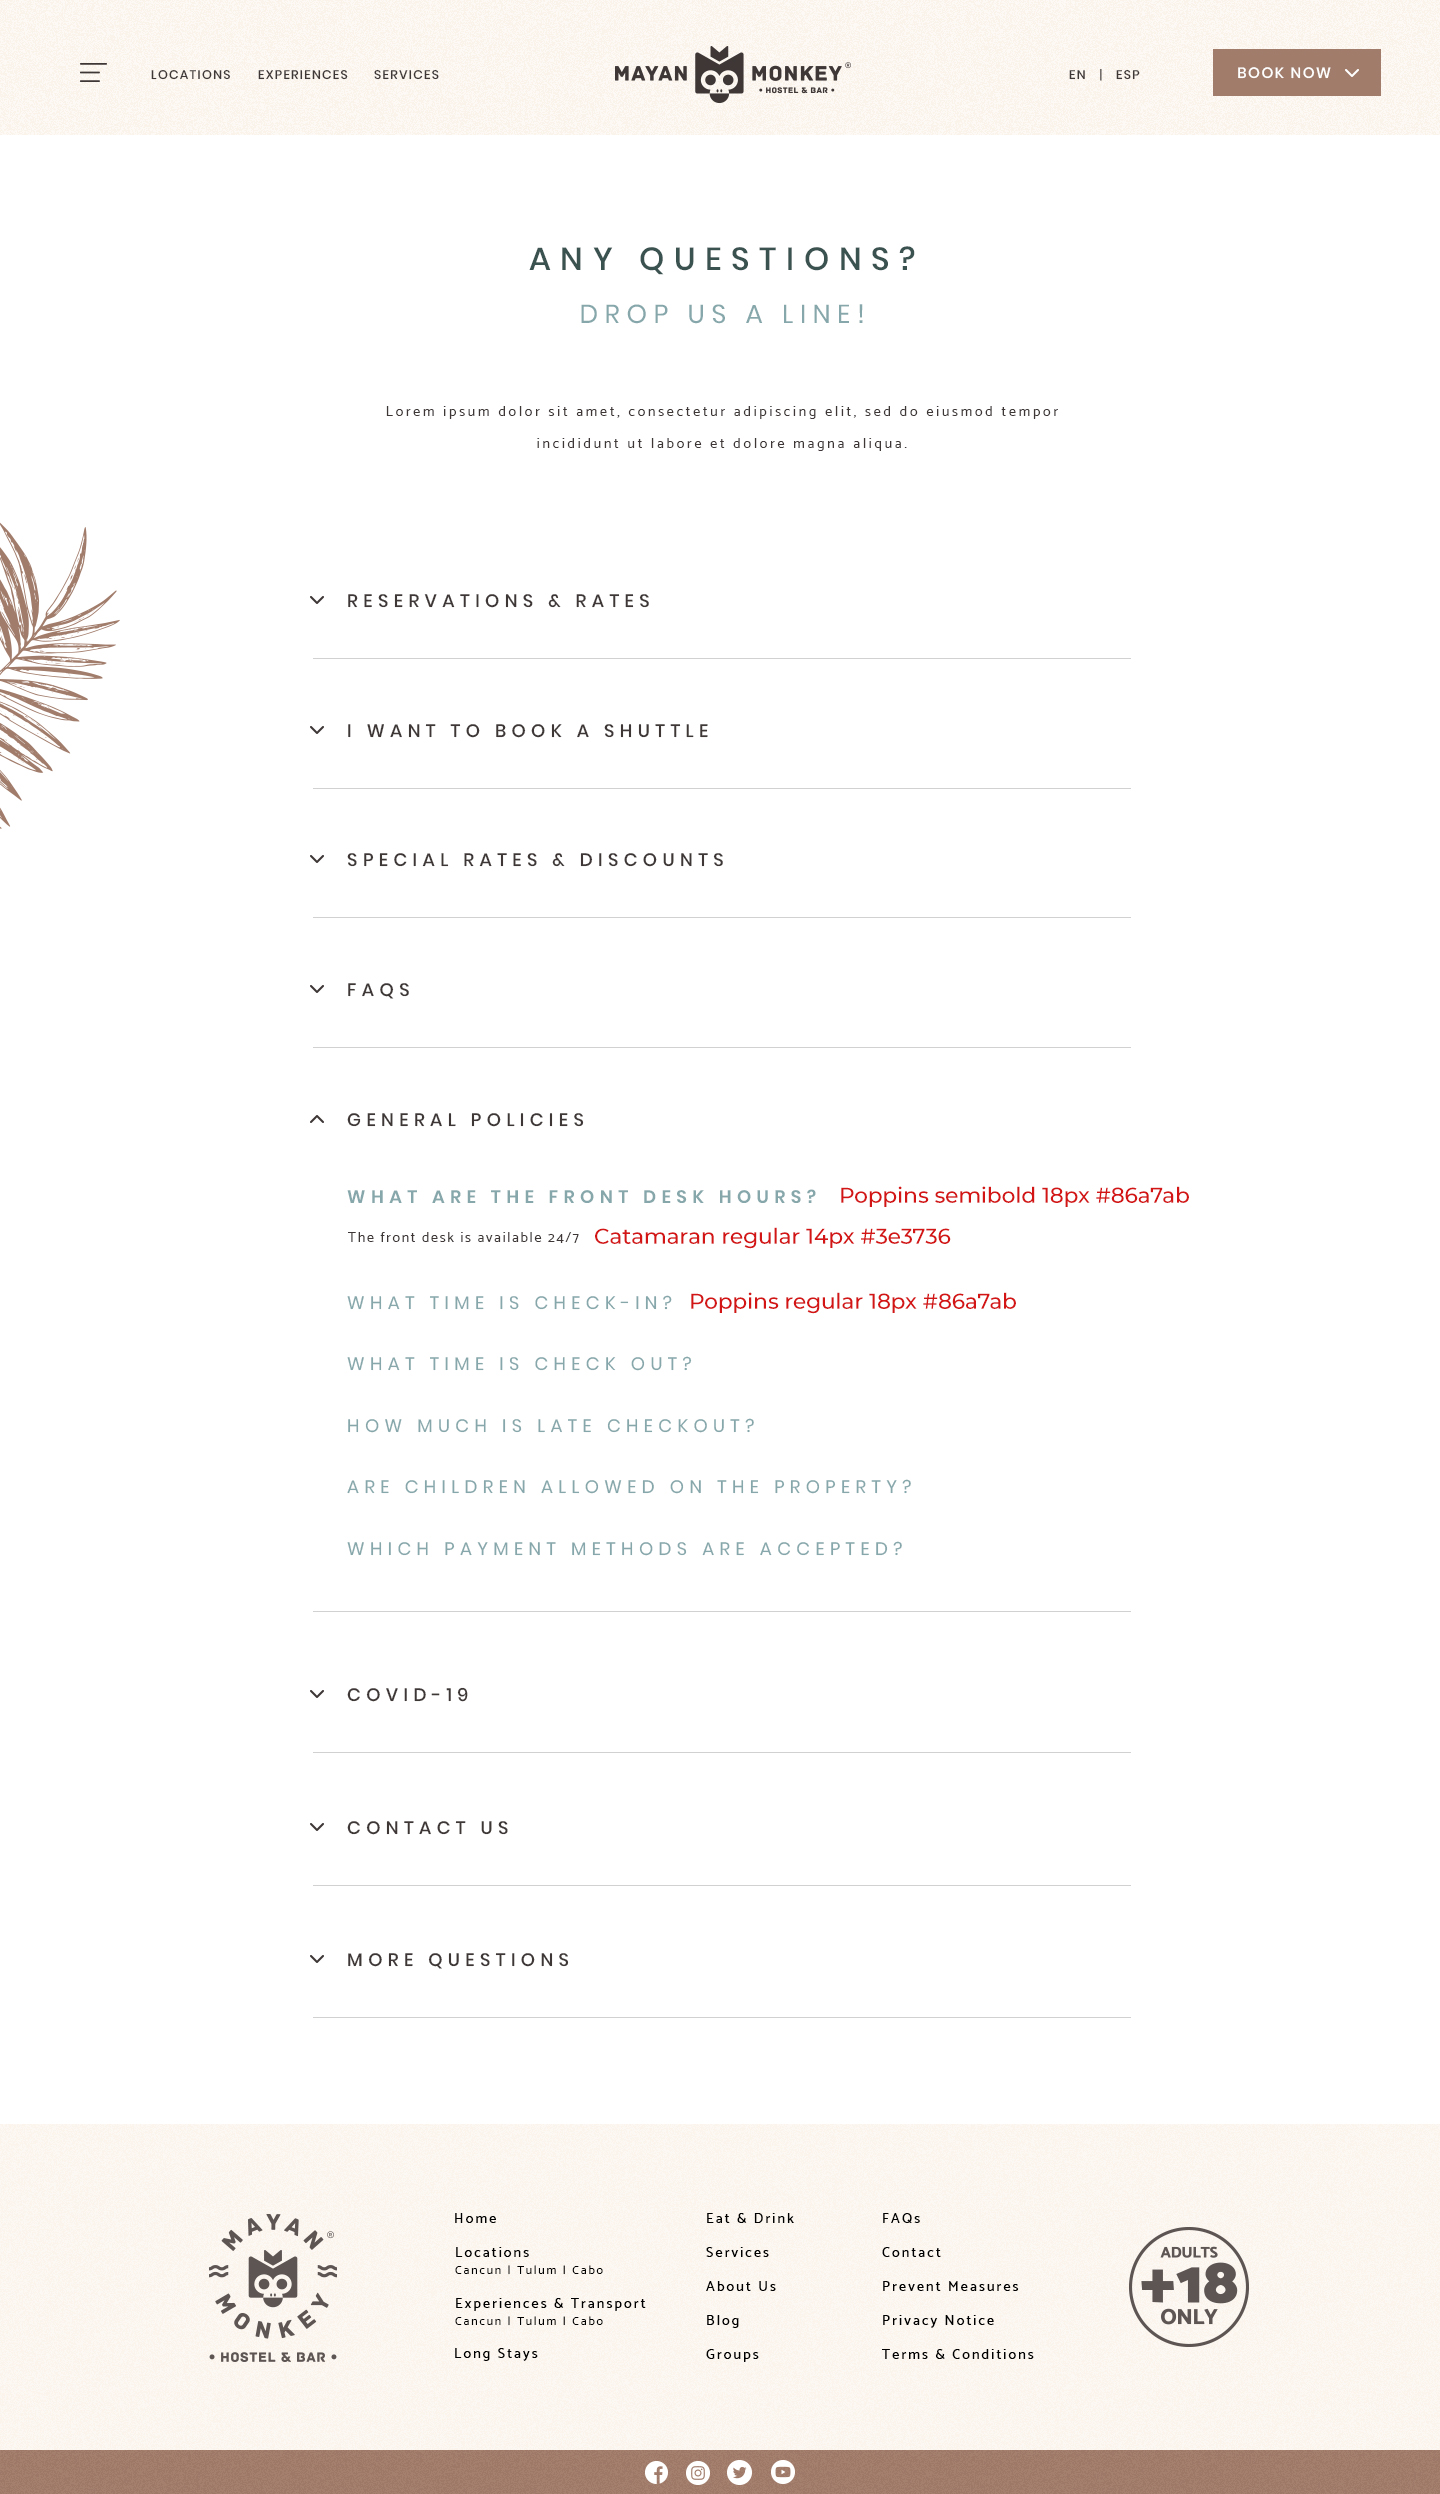 LOCATIONS EXPERIENCES SERVICES MAYAN MONKEY® EN | ESP BOOK NOW
• HOSTEL & BAR •
ANY QUESTIONS?
DROP US A LINE!
Lorem ipsum dolor sit amet, consectetur adipiscing elit, sed do eiusmod tempor
incididunt ut labore et dolore magna aliqua.
RESERVATIONS & RATES
I WANT TO BOOK A SHUTTLE
SPECIAL RATES & DISCOUNTS
FAQS
GENERAL POLICIES
WHAT ARE THE FRONT DESK HOURS? Poppins semibold 18px #86a7ab
The front desk is available 24/7 Catamaran regular 14px #3e3736
WHAT TIME IS CHECK-IN? Poppins regular 18px #86a7ab
WHAT TIME IS CHECK OUT?
HOW MUCH IS LATE CHECKOUT?
ARE CHILDREN ALLOWED ON THE PROPERTY?
WHICH PAYMENT METHODS ARE ACCEPTED?
COVID-19
CONTACT US
MORE QUESTIONS
MAYAN®
MONKEY
• HOSTEL & BAR •
Home
Locations
Cancun | Tulum | Cabo
Experiences & Transport
Cancun | Tulum | Cabo
Long Stays
Eat & Drink
Services
About Us
Blog
Groups
FAQs
Contact
Prevent Measures
Privacy Notice
Terms & Conditions
ADULTS
+18
ONLY